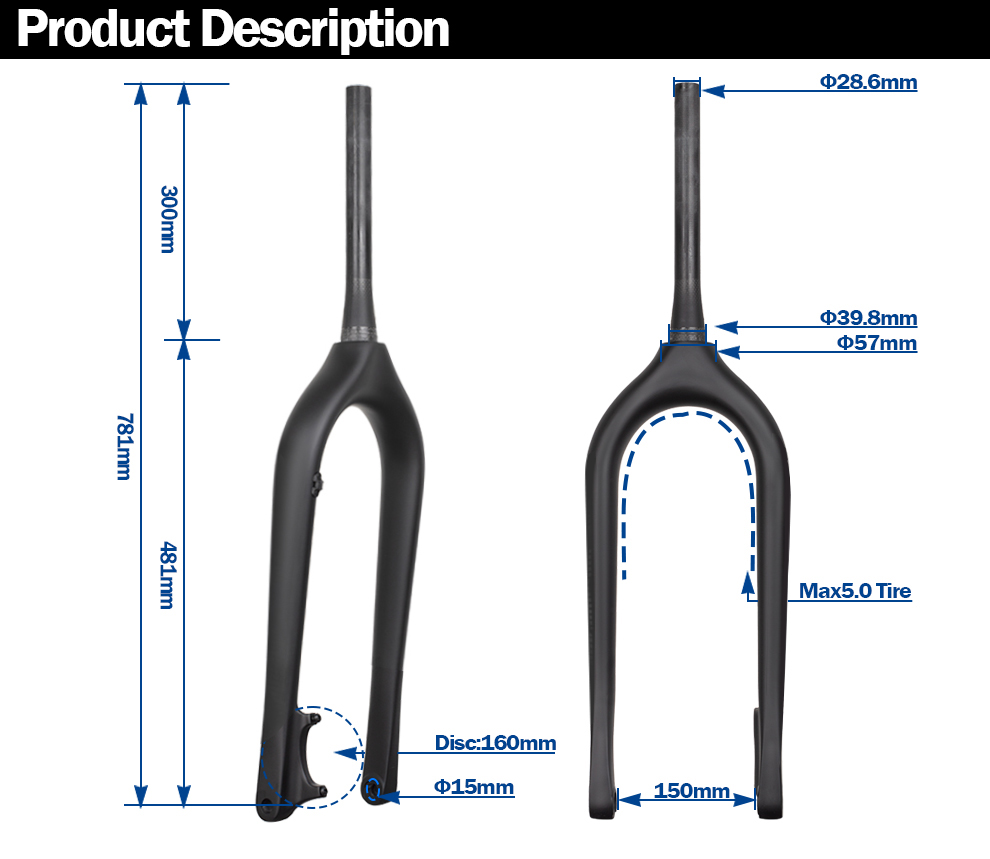 Product Description
Φ28.6mm
300mm
Φ39.8mm
Φ57mm
781mm
481mm
Max5.0 Tire
Disc:160mm
Φ15mm
150mm